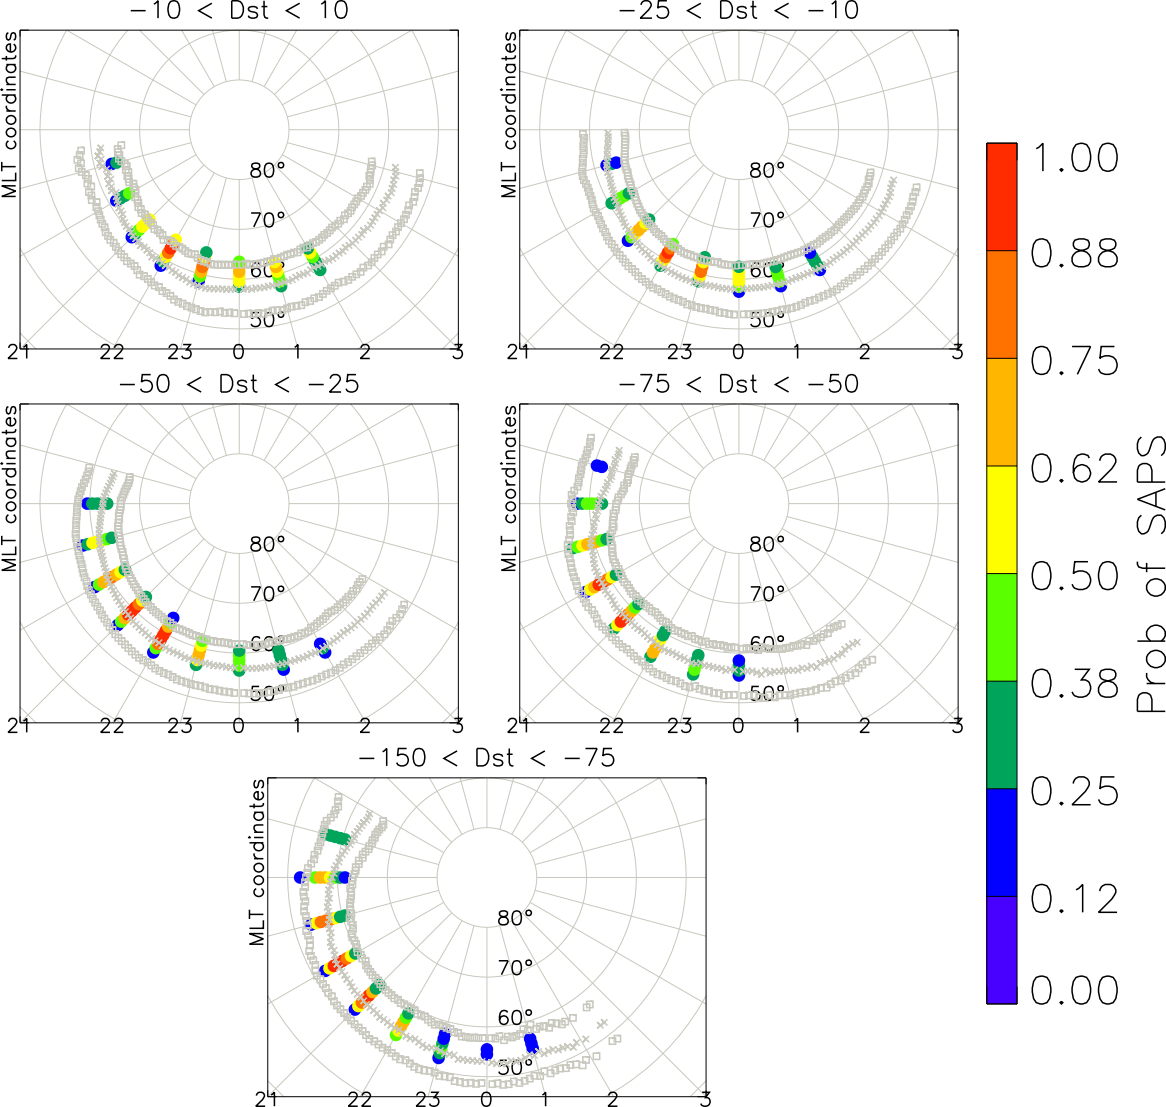 −10 < Dst < 10
MLT coordinates
80°
70°
60°
50°
21 22 23 0 1 2 3
−25 < Dst < −10
MLT coordinates
80°
70°
60°
50°
21 22 23 0 1 2 3
−50 < Dst < −25
MLT coordinates
80°
70°
60°
50°
21 22 23 0 1 2 3
−75 < Dst < −50
MLT coordinates
80°
70°
60°
50°
21 22 23 0 1 2 3
−150 < Dst < −75
MLT coordinates
80°
70°
60°
50°
21 22 23 0 1 2 3
1.00
0.88
0.75
0.62
0.50
0.38
0.25
0.12
0.00
Prob of SAPS